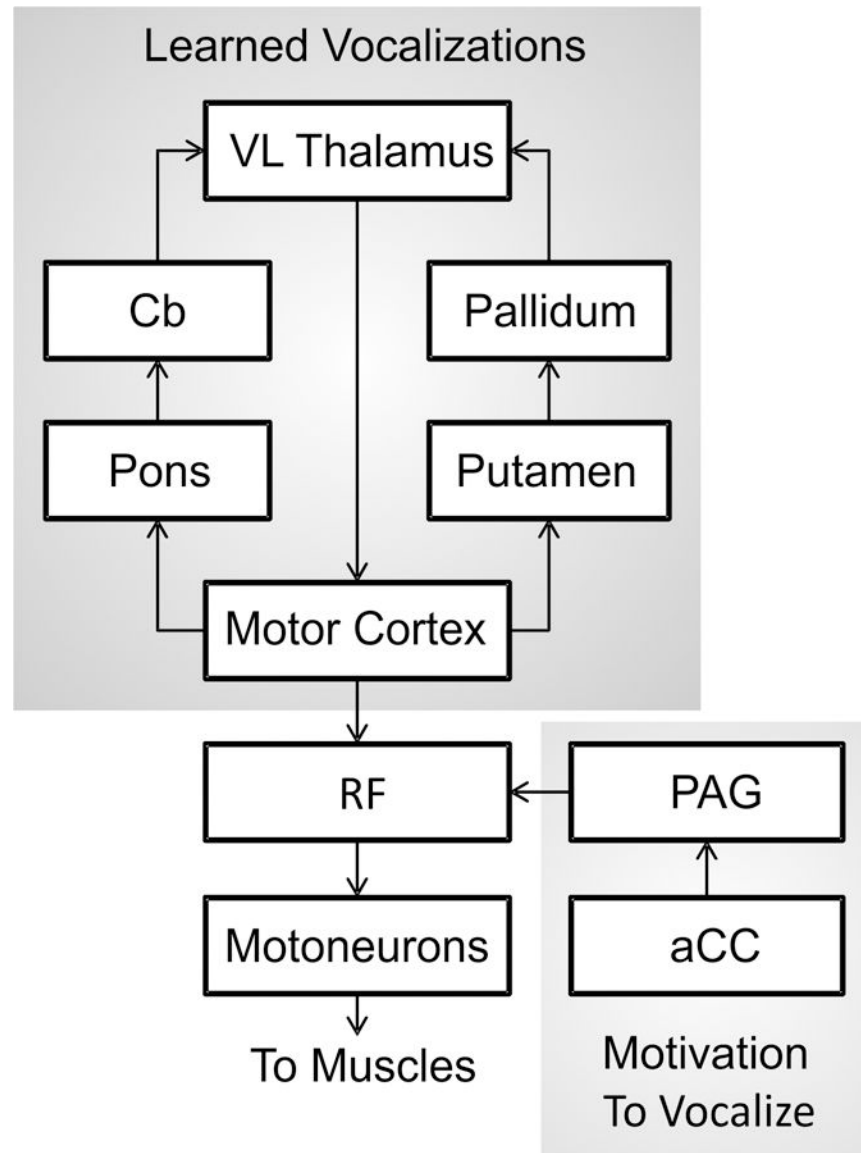 Learned Vocalizations
VL Thalamus
Cb
Pallidum
Pons
Putamen
Motor Cortex
RF
PAG
Motoneurons
aCC
To Muscles
Motivation
To Vocalize